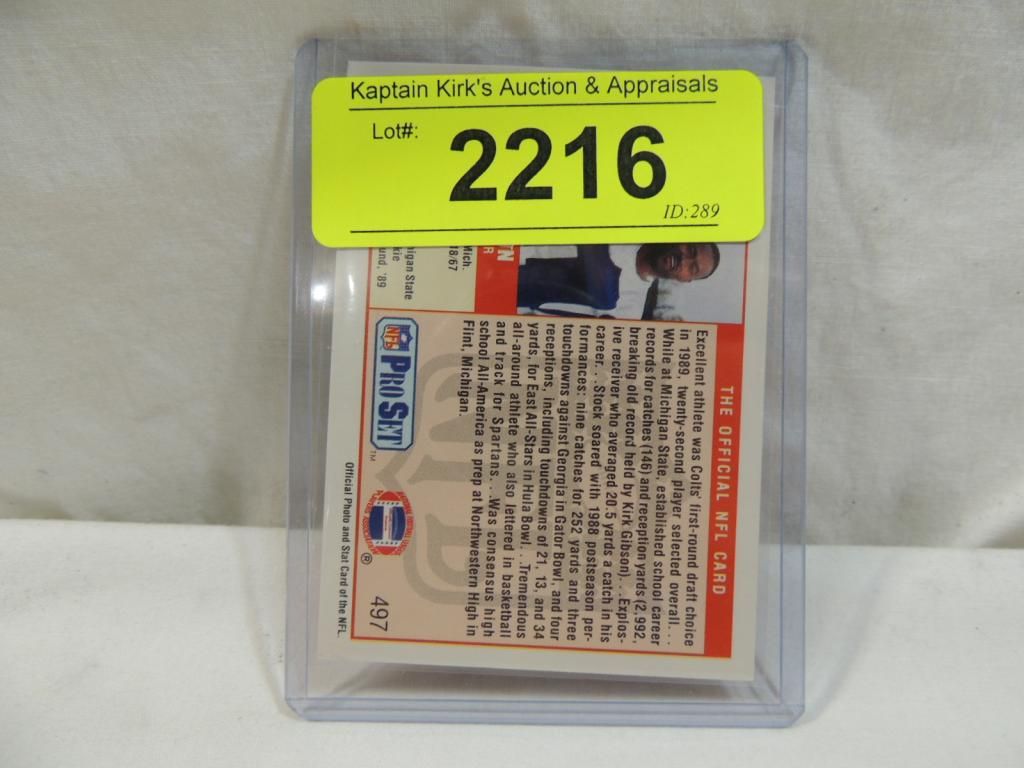 Kaptain Kirk's Auction & Appraisals
Lot#:
2216
ID:289
TN
R
Mich.
18/67
higan State
kie
und, '89
THE OFFICIAL NFL CARD
Excellent athlete was Colts' first-round draft choice
in 1989, twenty-second player selected overall. . .
While at Michigan State, established school career
records for catches (146) and reception yards (2,992,
breaking old record held by Kirk Gibson). . .Explos-
ive receiver who averaged 20.5 yards a catch in his
career. . .Stock soared with 1988 postseason per-
formances: nine catches for 252 yards and three
touchdowns against Georgia in Gator Bowl, and four
receptions, including touchdowns of 21, 13, and 34
yards, for East All-Stars in Hula Bowl. . .Tremendous
all-around athlete who also lettered in basketball
and track for Spartans. . .Was consensus high
school All-America as prep at Northwestern High in
Flint, Michigan.
NFL PRO SET TM
®
497
Official Photo and Stat Card of the NFL.